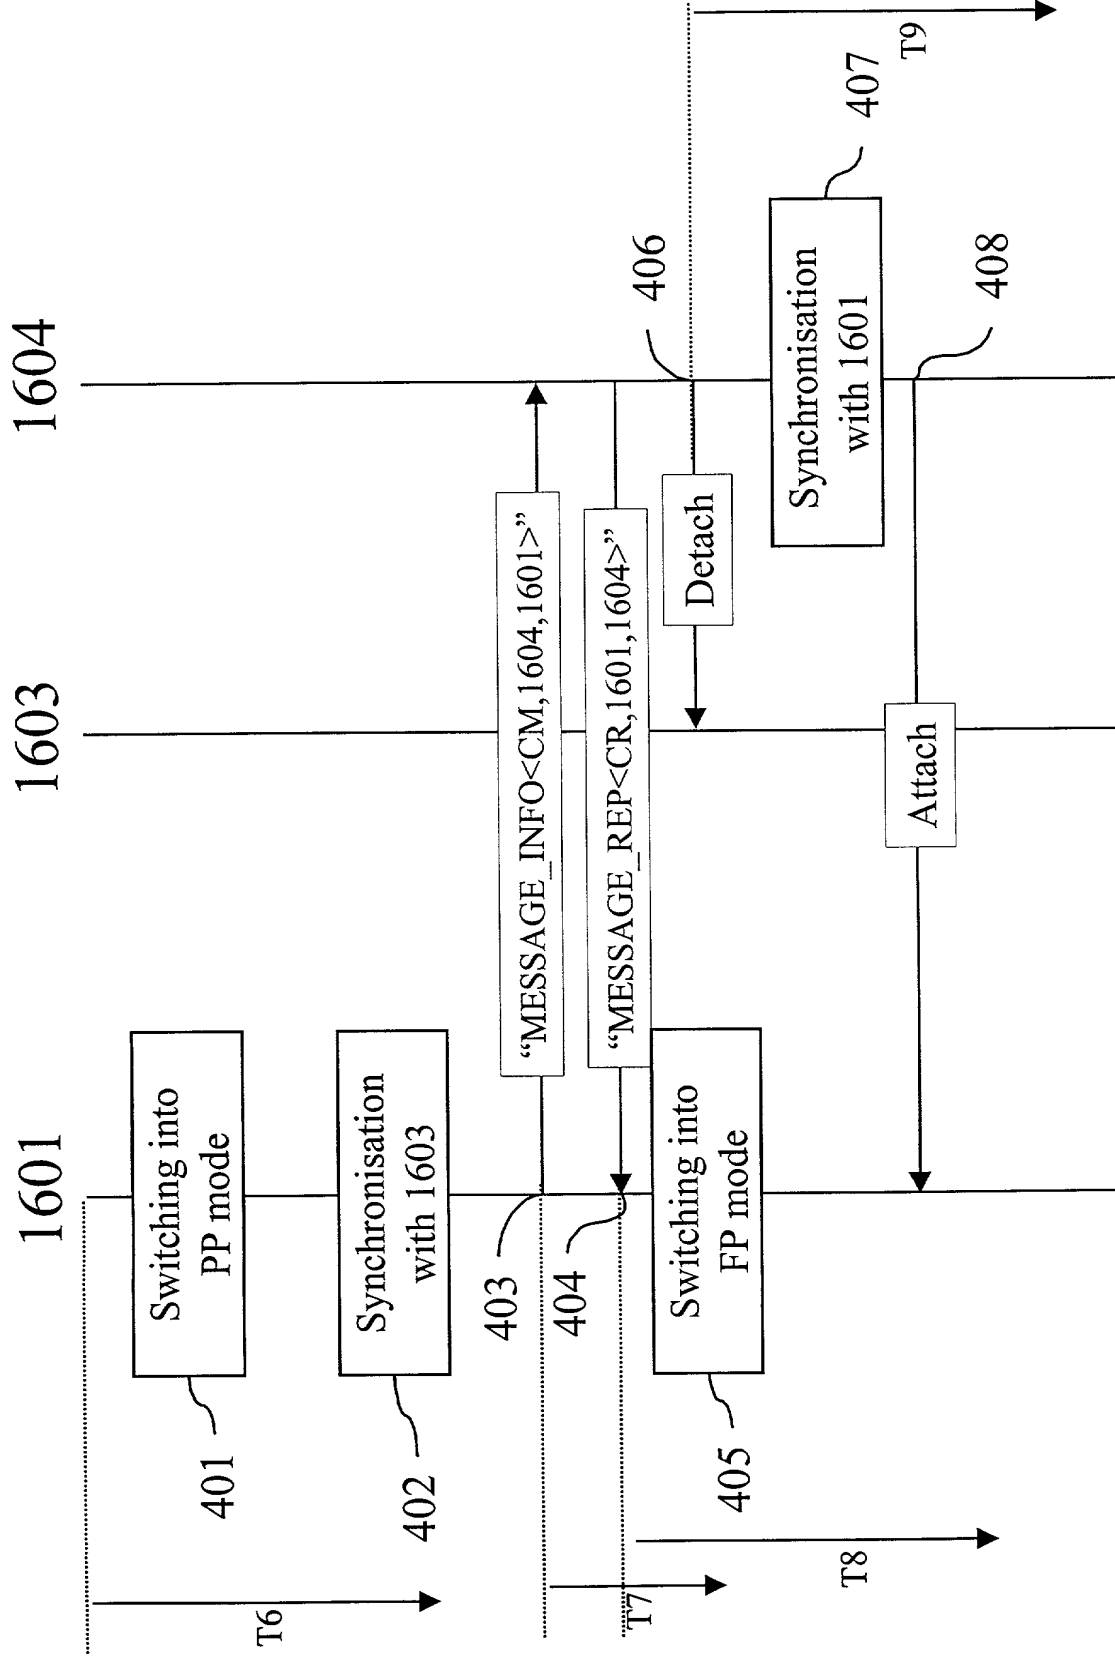 1601
1603
1604
Switching into
PP mode
401
T6
Synchronisation
with 1603
402
403
“MESSAGE_INFO<CM,1604,1601>”
404
“MESSAGE_REP<CR,1601,1604>”
T7
Switching into
FP mode
405
T8
406
Detach
T9
Synchronisation
with 1601
407
Attach
408